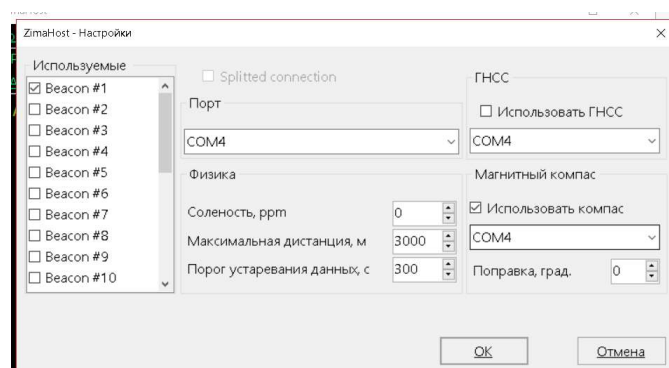 ZimaHost - Настройки
Используемые
Beacon #1
Beacon #2
Beacon #3
Beacon #4
Beacon #5
Beacon #6
Beacon #7
Beacon #8
Beacon #9
Beacon #10
Splitted connection
Порт
COM4
Физика
Соленость, ppm 0
Максимальная дистанция, м 3000
Порог устаревания данных, с 300
ГНСС
Использовать ГНСС
COM4
Магнитный компас
Использовать компас
COM4
Поправка, град. 0
OK
Отмена